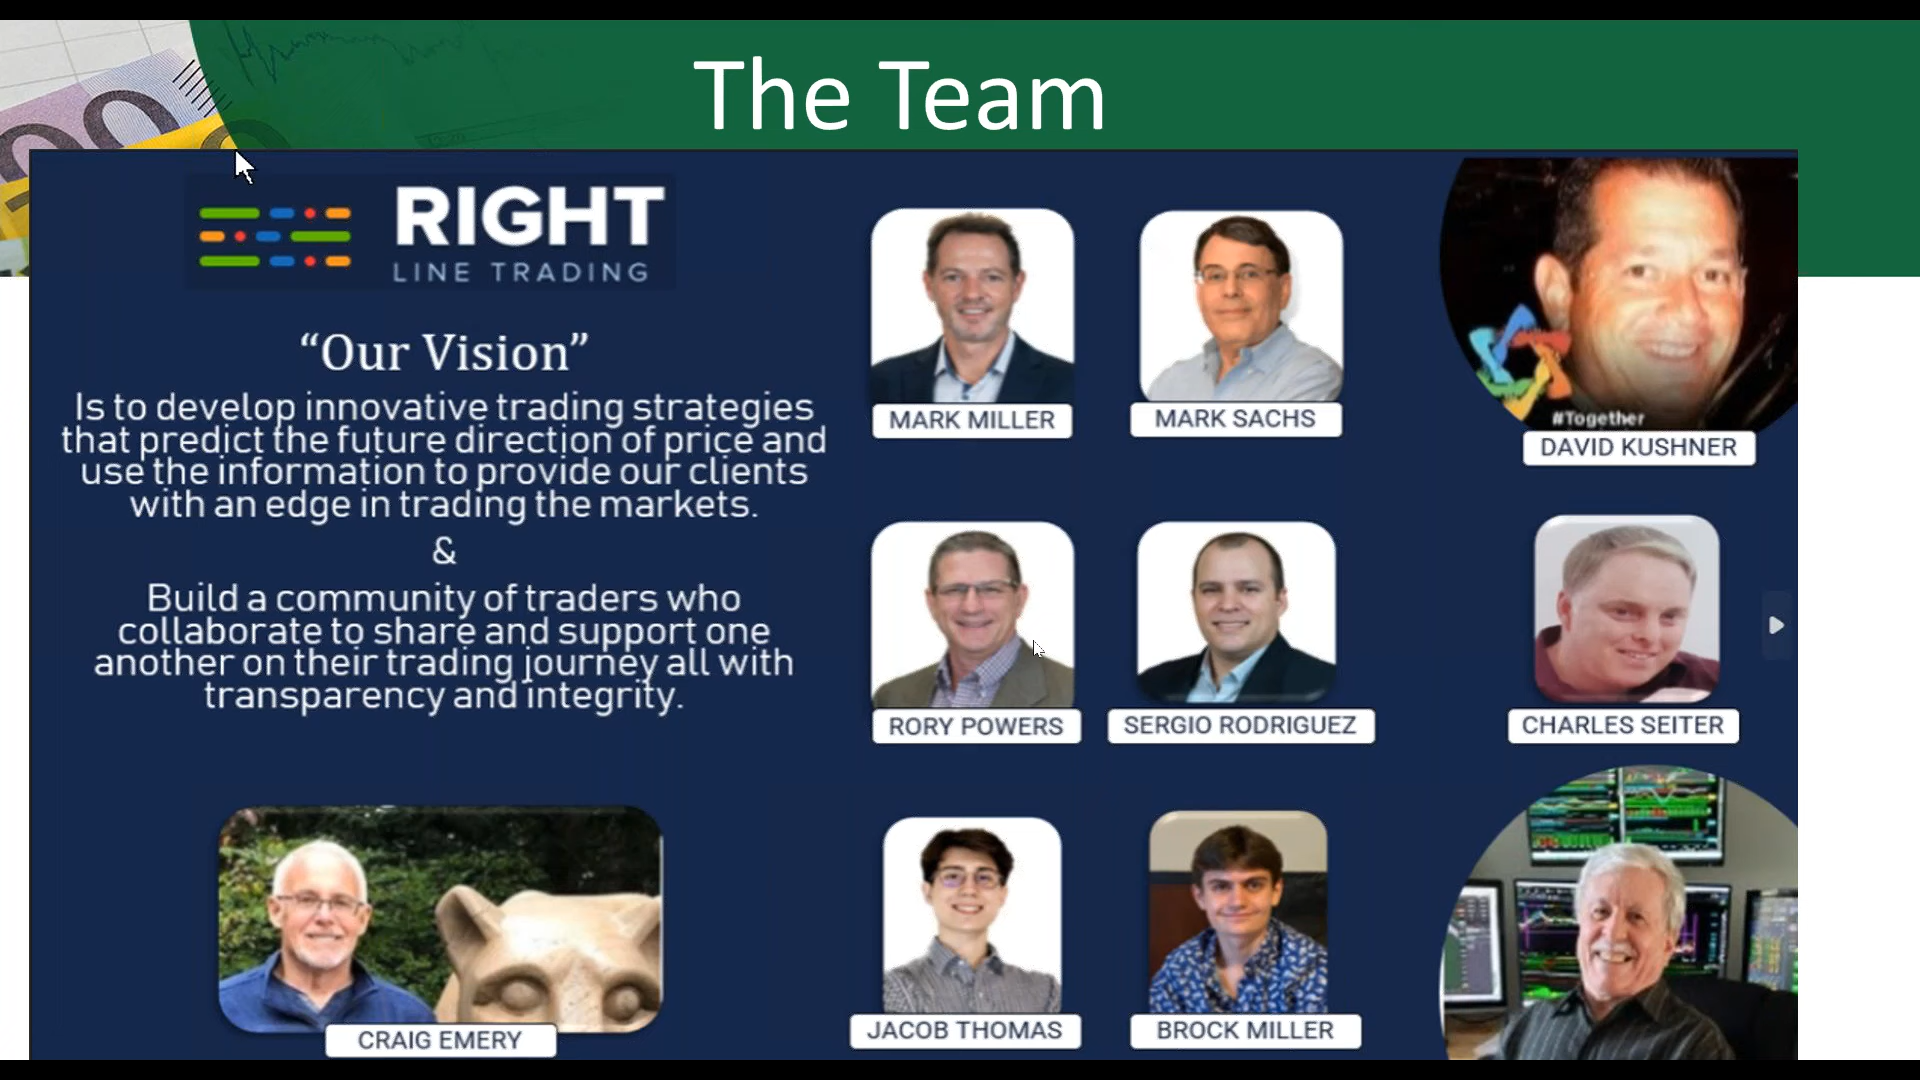 The Team
RIGHT
LINE TRADING
“Our Vision”
Is to develop innovative trading strategies
that predict the future direction of price and
use the information to provide our clients
with an edge in trading the markets.
&
Build a community of traders who
collaborate to share and support one
another on their trading journey all with
transparency and integrity.
MARK MILLER
MARK SACHS
#Together
DAVID KUSHNER
RORY POWERS
SERGIO RODRIGUEZ
CHARLES SEITER
CRAIG EMERY
JACOB THOMAS
BROCK MILLER